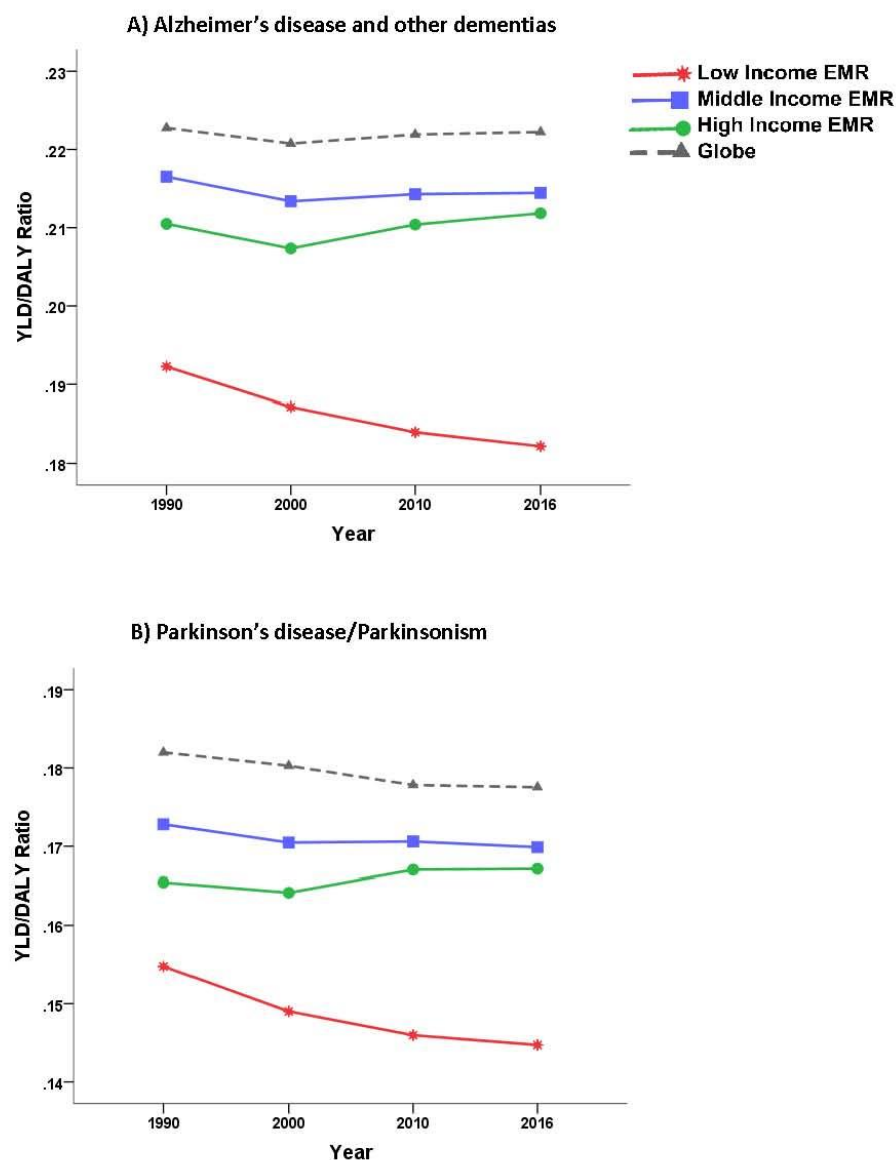 A) Alzheimer's disease and other dementias
.23
.22
.21
.20
.19
.18
YLD/DALY Ratio
1990 2000 2010 2016
Year
Low Income EMR
Middle Income EMR
High Income EMR
Globe
B) Parkinson's disease/Parkinsonism
.19
.18
.17
.16
.15
.14
YLD/DALY Ratio
1990 2000 2010 2016
Year